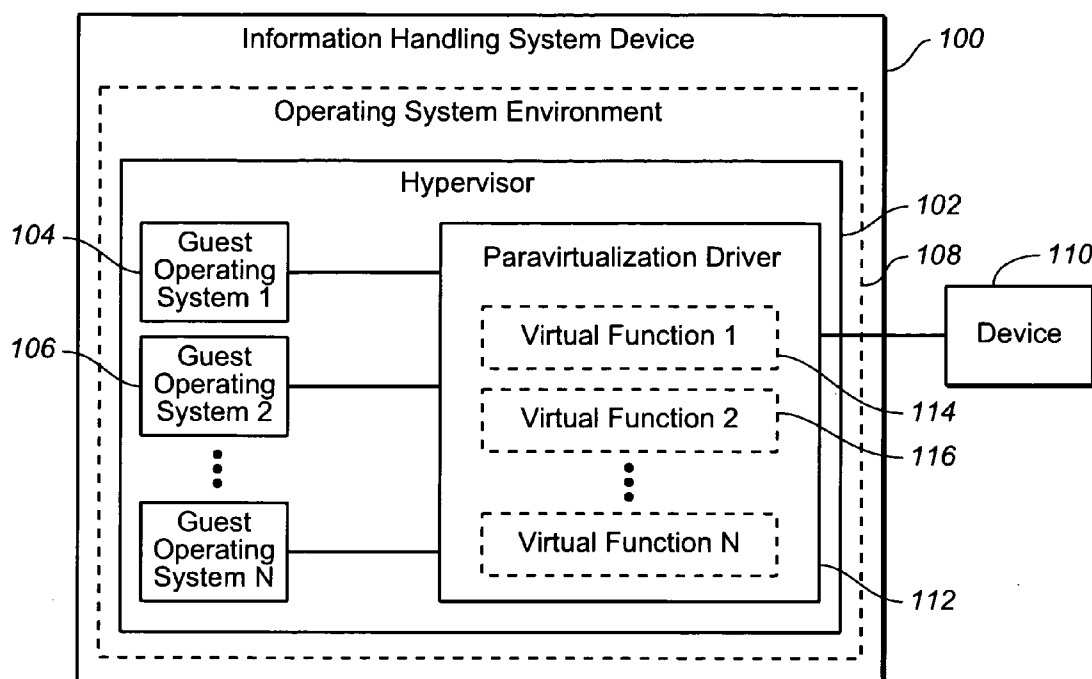 Information Handling System Device
100
Operating System Environment
Hypervisor
102
104
Guest
Operating
System 1
Paravirtualization Driver
108
110
Virtual Function 1
Device
106
Guest
Operating
System 2
Virtual Function 2
114
116
Guest
Operating
System N
Virtual Function N
112